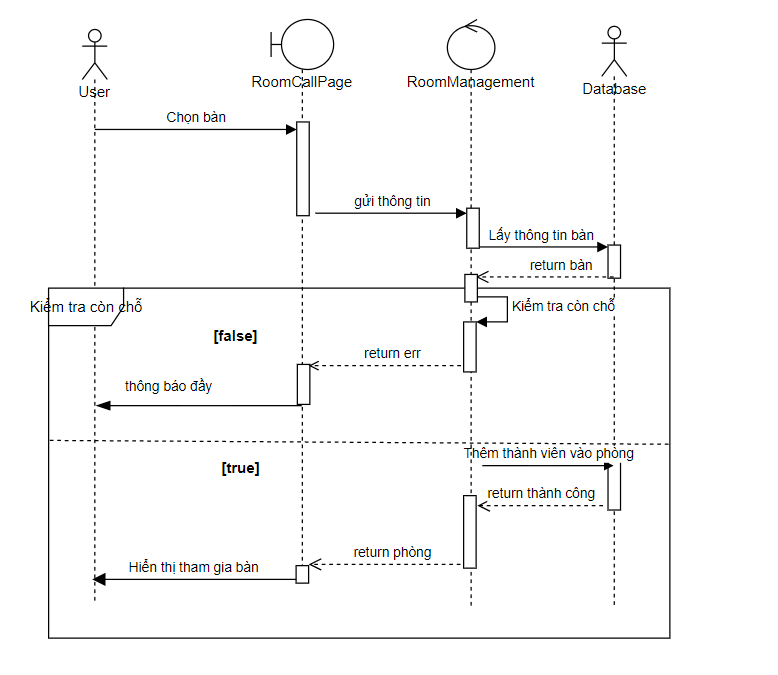 User
RoomCallPage
RoomManagement
Database
Chọn bàn
gửi thông tin
Lấy thông tin bàn
return bàn
Kiểm tra còn chỗ
Kiểm tra còn chỗ
[false]
return err
thông báo đầy
Thêm thành viên vào phòng
[true]
return thành công
return phòng
Hiển thị tham gia bàn